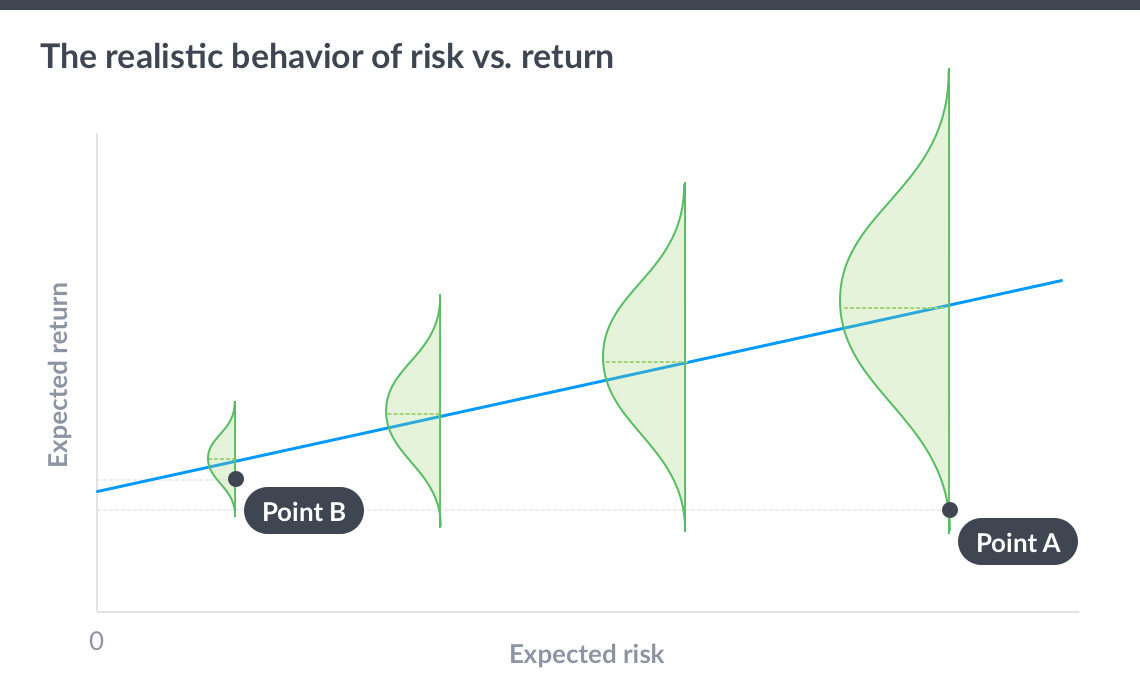 The realistic behavior of risk vs. return
Expected return
Point B
Point A
0
Expected risk